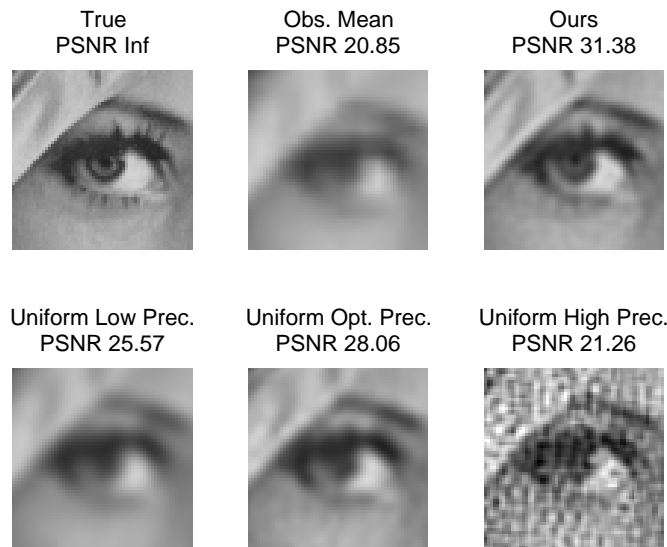 True
PSNR Inf
Obs. Mean
PSNR 20.85
Ours
PSNR 31.38
Uniform Low Prec.
PSNR 25.57
Uniform Opt. Prec.
PSNR 28.06
Uniform High Prec.
PSNR 21.26